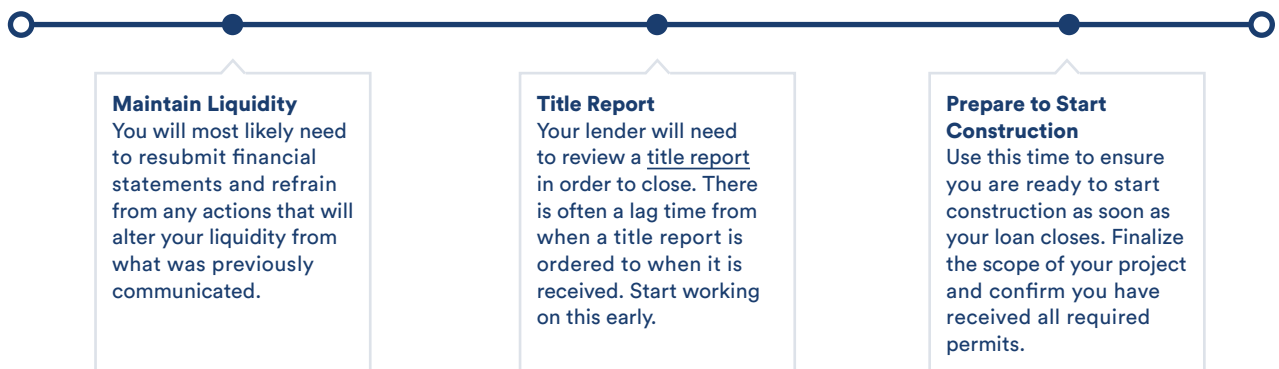 Maintain Liquidity
You will most likely need
to resubmit financial
statements and refrain
from any actions that will
alter your liquidity from
what was previously
communicated.
Title Report
Your lender will need
to review a title report
in order to close. There
is often a lag time from
when a title report is
ordered to when it is
received. Start working
on this early.
Prepare to Start
Construction
Use this time to ensure
you are ready to start
construction as soon as
your loan closes. Finalize
the scope of your project
and confirm you have
received all required
permits.